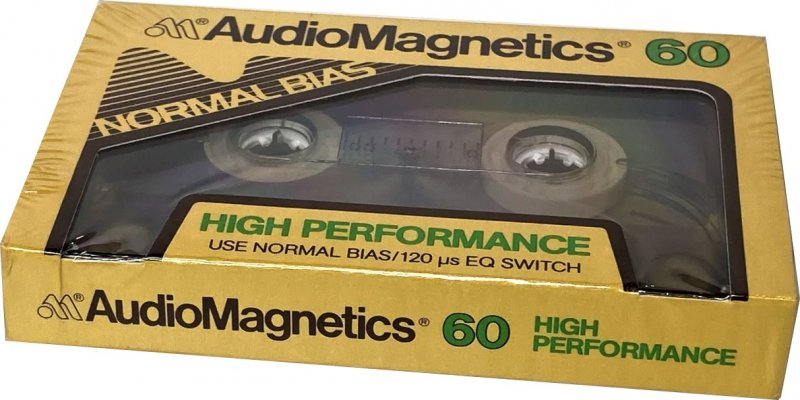 AudioMagnetics® 60
NORMAL BIAS
HIGH PERFORMANCE
USE NORMAL BIAS/120 µs EQ SWITCH
AudioMagnetics® 60 HIGH
PERFORMANCE